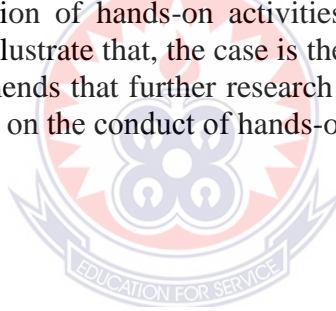 ion of hands-on activities
lustrate that, the case is the
ends that further research
on the conduct of hands-o
EDUCATION FOR SERVICE